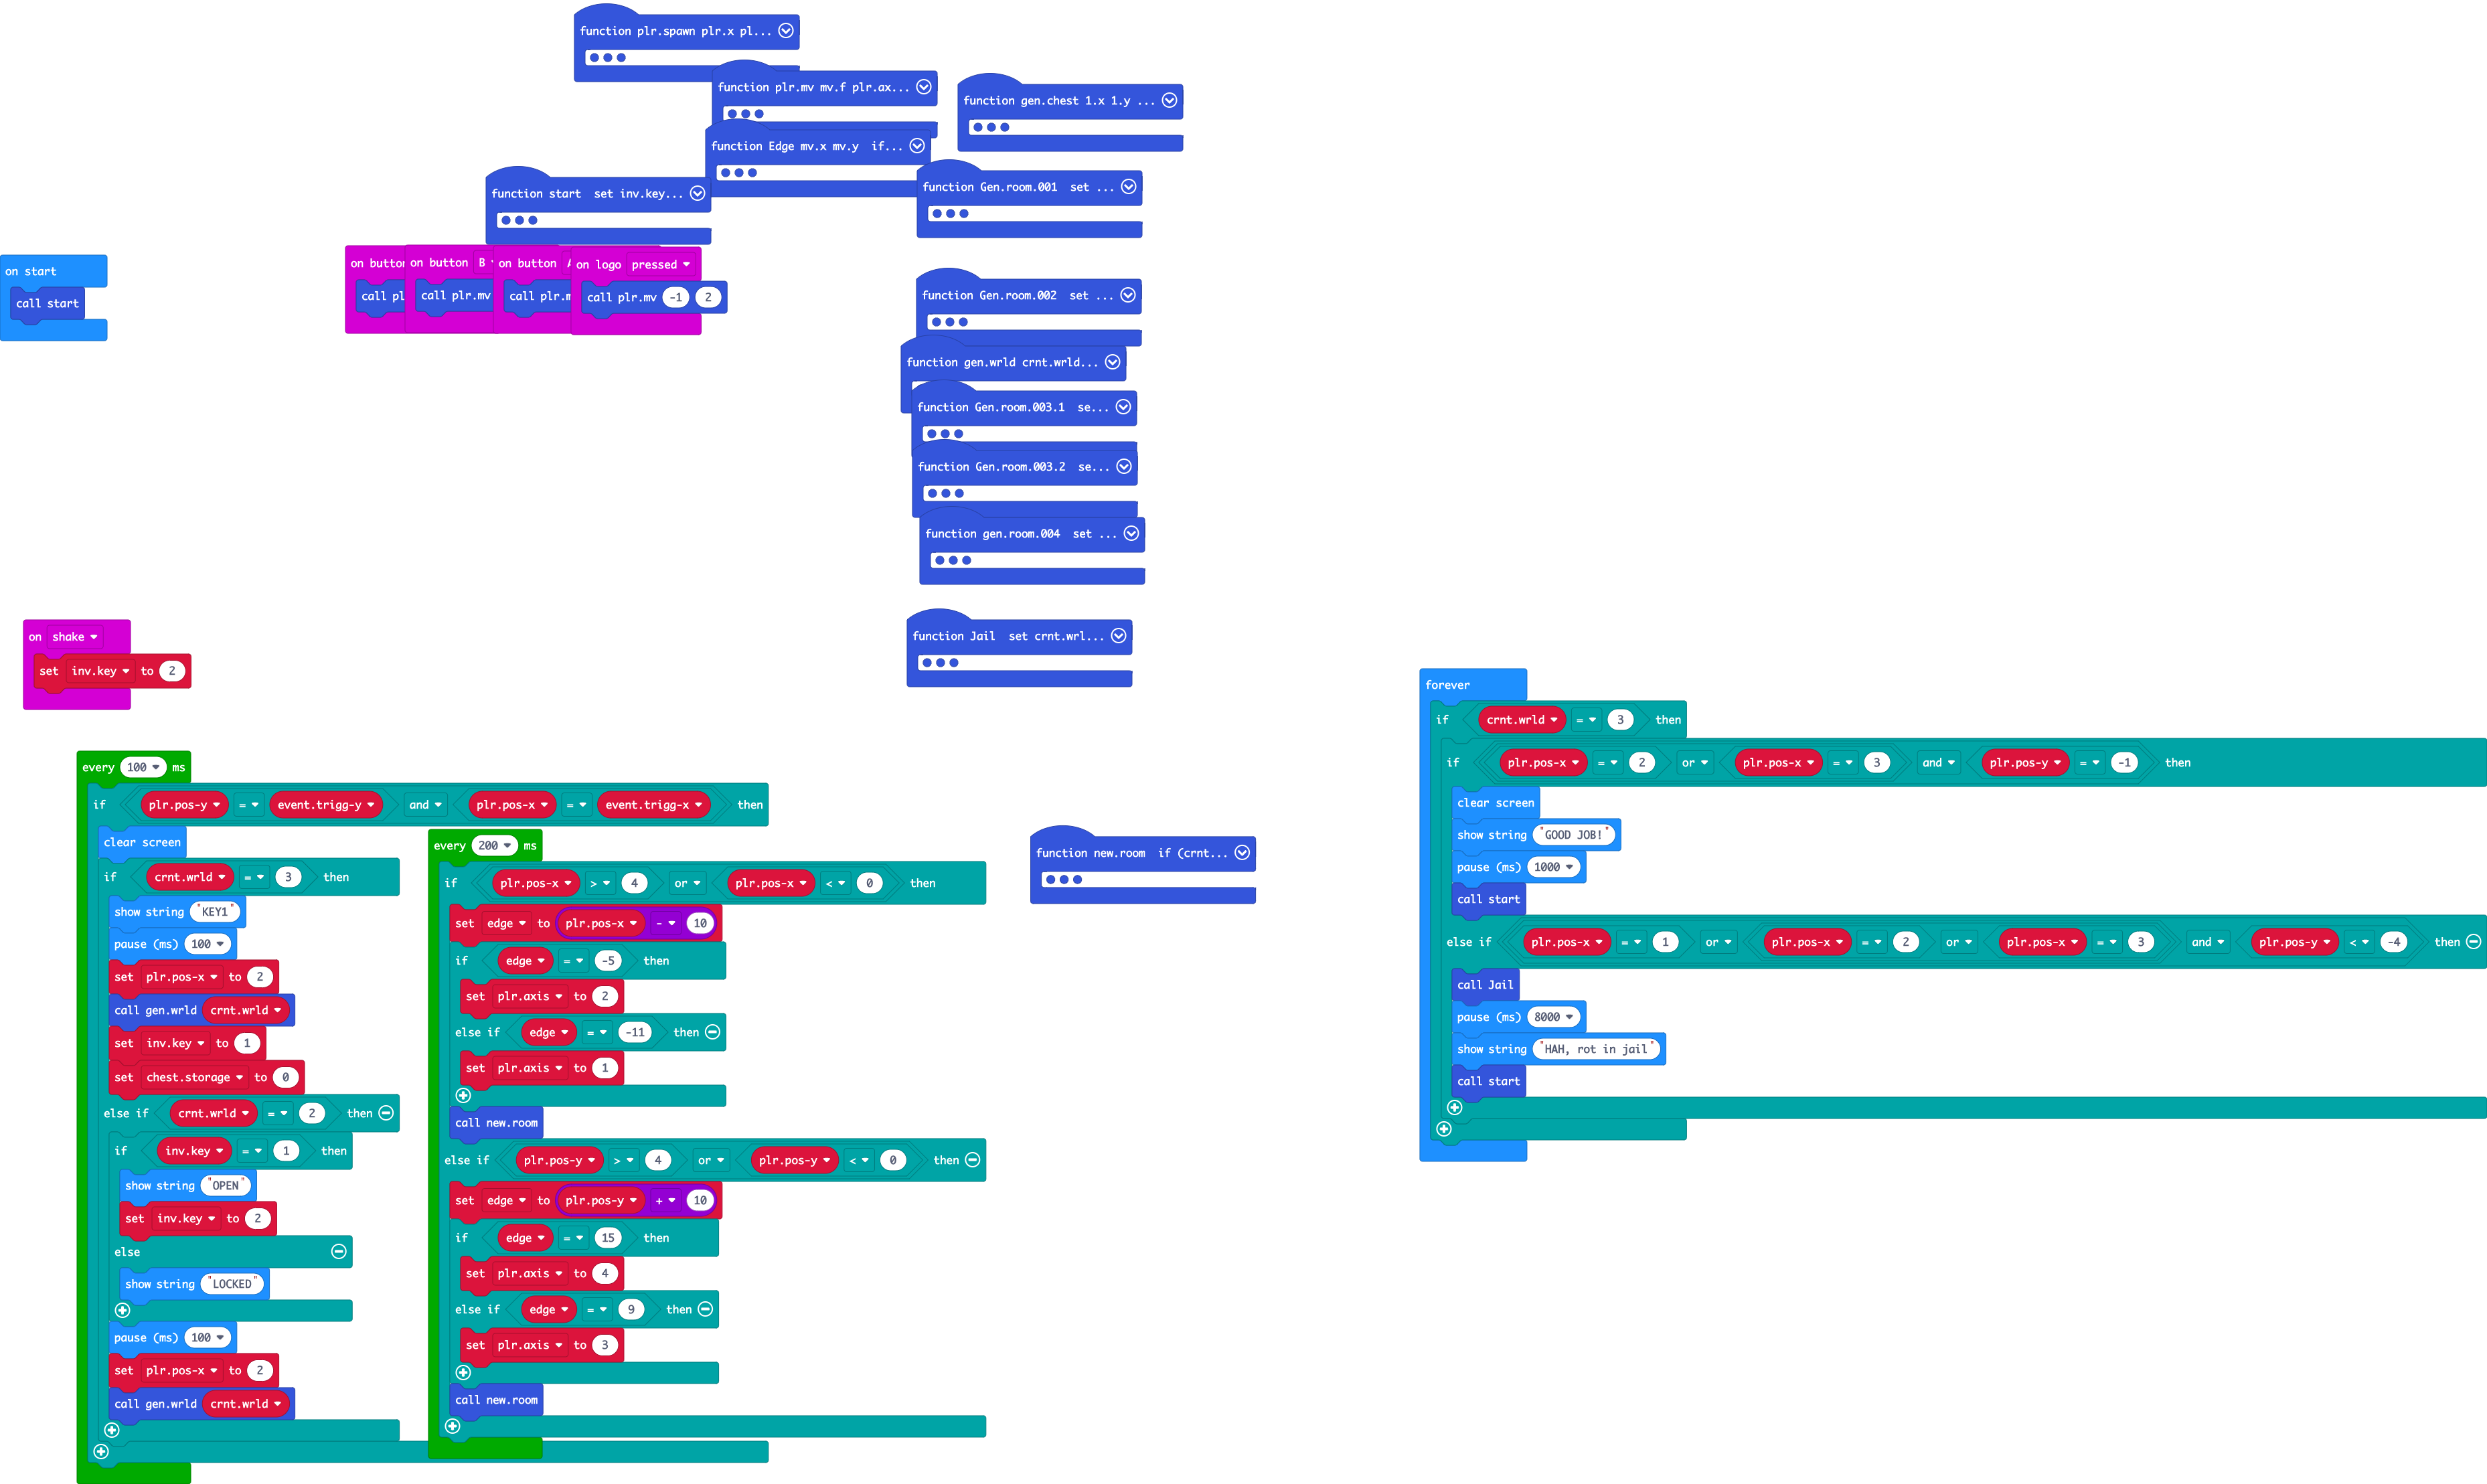 function plr.spawn plr.x pl...
function plr.mv mv.f plr.ax...
function gen.chest 1.x 1.y ...
function Edge mv.x mv.y if...
function start set inv.key...
function Gen.room.001 set ...
on start
call start
on button
call pl
on button B
call plr.mv
on button
call plr.m
on logo pressed
call plr.mv -1 2
function Gen.room.002 set ...
function gen.wrld crnt.wrld...
function Gen.room.003.1 se...
function Gen.room.003.2 se...
function gen.room.004 set ...
function Jail set crnt.wrl...
on shake
set inv.key to 2
every 100 ms
if plr.pos-y = event.trigg-y and plr.pos-x = event.trigg-x then
clear screen
if crnt.wrld = 3 then
show string "KEY1"
pause (ms) 100
set plr.pos-x to 2
call gen.wrld crnt.wrld
set inv.key to 1
set chest.storage to 0
else if crnt.wrld = 2 then
if inv.key = 1 then
show string "OPEN"
set inv.key to 2
else
show string "LOCKED"
pause (ms) 100
set plr.pos-x to 2
call gen.wrld crnt.wrld
every 200 ms
if plr.pos-x > 4 or plr.pos-x < 0 then
set edge to plr.pos-x - 10
if edge = -5 then
set plr.axis to 2
else if edge = -11 then
set plr.axis to 1
call new.room
else if plr.pos-y > 4 or plr.pos-y < 0 then
set edge to plr.pos-y + 10
if edge = 15 then
set plr.axis to 4
else if edge = 9 then
set plr.axis to 3
call new.room
function new.room if (crnt...
forever
if crnt.wrld = 3 then
if plr.pos-x = 2 or plr.pos-x = 3 and plr.pos-y = -1 then
clear screen
show string "GOOD JOB!"
pause (ms) 1000
call start
else if plr.pos-x = 1 or plr.pos-x = 2 or plr.pos-x = 3 and plr.pos-y < -4 then
call Jail
pause (ms) 8000
show string "HAH, rot in jail"
call start